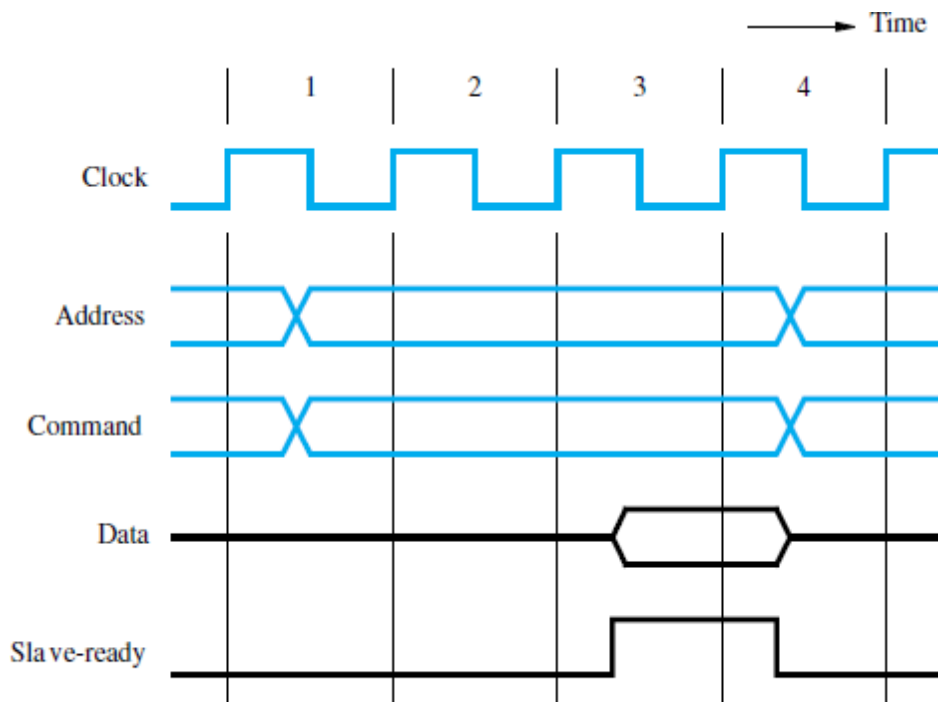 Time
1 2 3 4
Clock
Address
Command
Data
Slave-ready